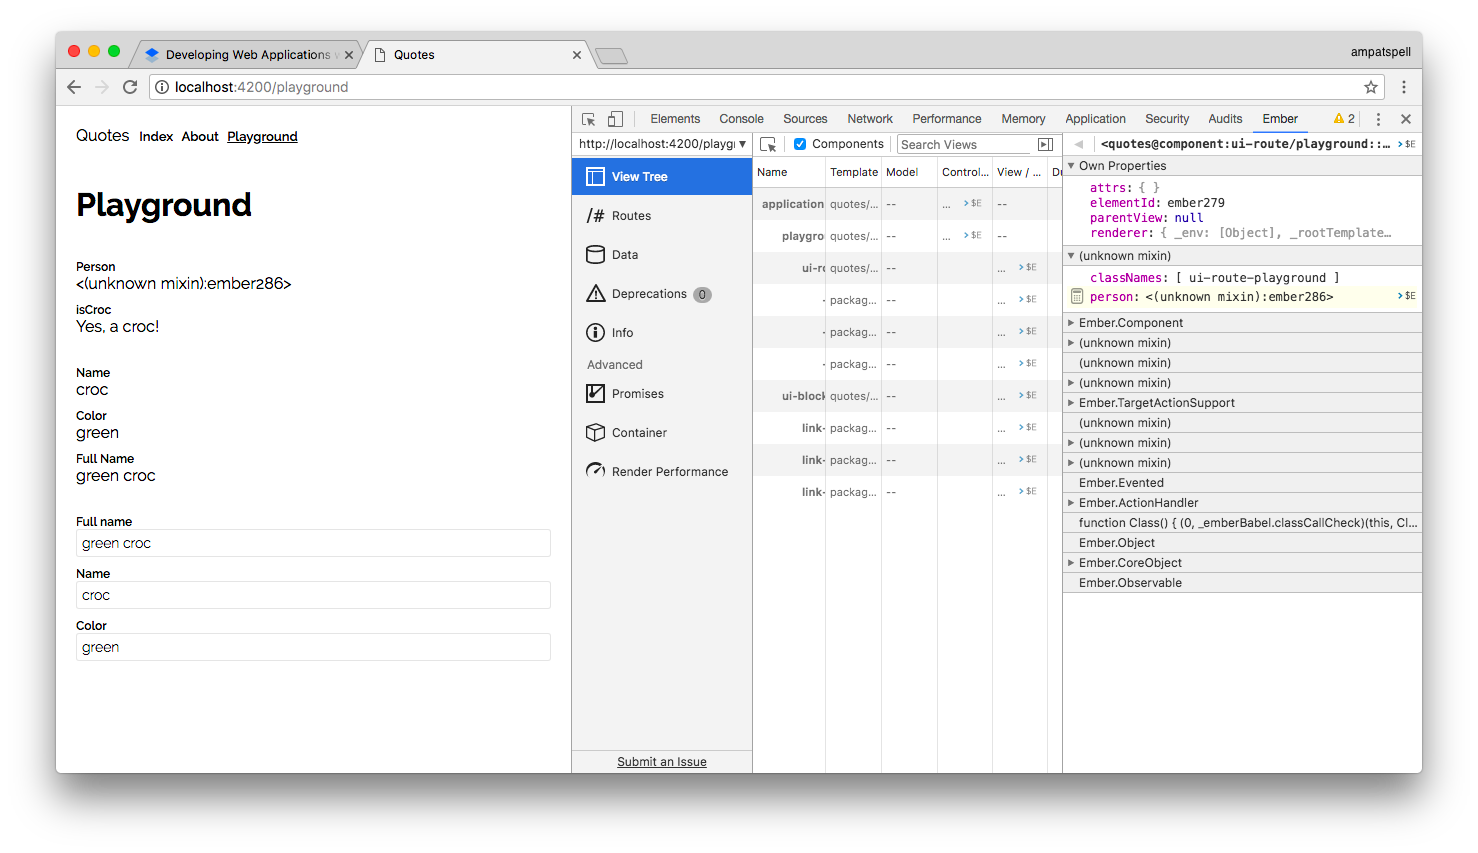 Developing Web Applications
Quotes
ampatspell
localhost:4200/playground
Quotes Index About Playground
Playground
Person
<(unknown mixin):ember286>
isCroc
Yes, a croc!
Name
croc
Color
green
Full Name
green croc
Full name
green croc
Name
croc
Color
green
Elements Console Sources Network Performance Memory Application Security Audits Ember 2
http://localhost:4200/playgr
View Tree
/# Routes
Data
Deprecations 0
Info
Advanced
Promises
Container
Render Performance
Submit an Issue
Components Search Views
Name Template Model Control... View / ... Du
application quotes/... -- ... $E --
playgro quotes/... -- ... $E --
ui-ro quotes/... -- ... $E
- packag... -- ... $E
- packag... -- ... $E
- packag... -- ... $E
ui-block quotes/... -- ... $E
link- packag... -- ... $E
link- packag... -- ... $E
link- packag... -- ... $E
<quotes@component:ui-route/playground::... $E
Own Properties
attrs: { }
elementId: ember279
parentView: null
renderer: { _env: [Object], _rootTemplate...
(unknown mixin)
classNames: [ ui-route-playground ]
person: <(unknown mixin):ember286> $E
Ember.Component
(unknown mixin)
(unknown mixin)
(unknown mixin)
Ember.TargetActionSupport
(unknown mixin)
(unknown mixin)
(unknown mixin)
Ember.Evented
Ember.ActionHandler
function Class() { (0, _emberBabel.classCallCheck)(this, Cl...
Ember.Object
Ember.CoreObject
Ember.Observable